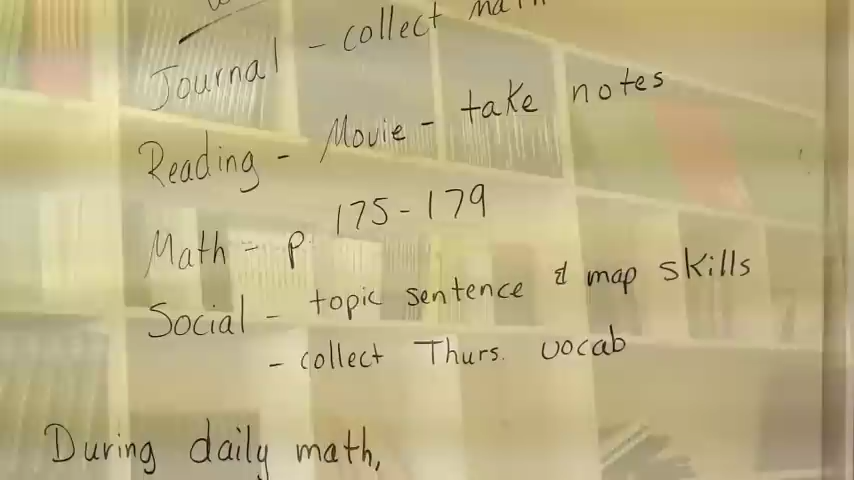 Journal - collect math
Reading - Movie - take notes
Math - p. 175-179
Social - topic sentence & map skills
- collect Thurs. vocab
During daily math,